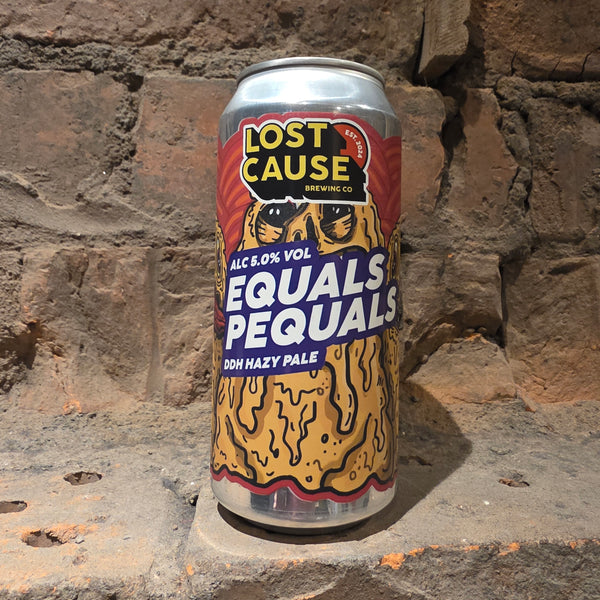 LOST
CAUSE
EST. 2024
BREWING CO
ALC 5.0% VOL
EQUALS
PEQUALS
DDH HAZY PALE